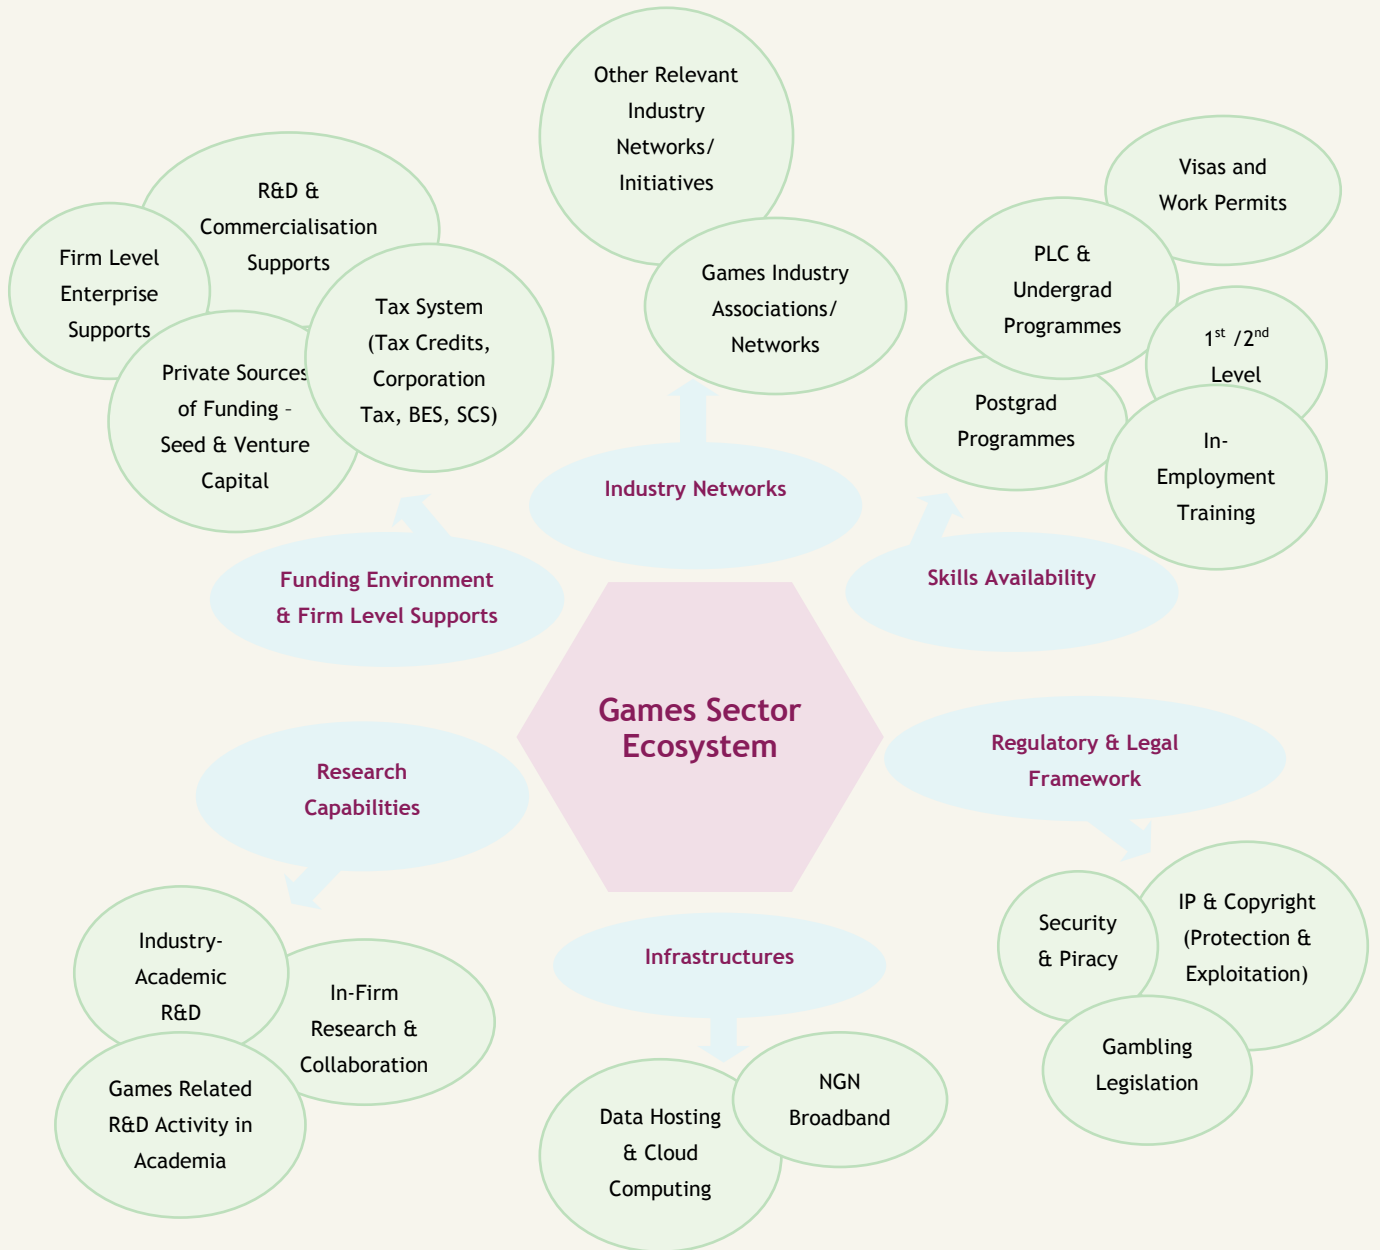 Other Relevant
Industry
Networks/
Initiatives
Games Industry
Associations/
Networks
R&D &
Commercialisation
Supports
Firm Level
Enterprise
Supports
Tax System
(Tax Credits,
Corporation
Tax, BES, SCS)
Private Sources
of Funding –
Seed & Venture
Capital
Visas and
Work Permits
PLC &
Undergrad
Programmes
1st /2nd
Level
Postgrad
Programmes
In-
Employment
Training
Industry Networks
Funding Environment
& Firm Level Supports
Skills Availability
Games Sector
Ecosystem
Research
Capabilities
Regulatory & Legal
Framework
Infrastructures
Industry-
Academic
R&D
In-Firm
Research &
Collaboration
Games Related
R&D Activity in
Academia
Data Hosting
& Cloud
Computing
NGN
Broadband
Security
& Piracy
IP & Copyright
(Protection &
Exploitation)
Gambling
Legislation